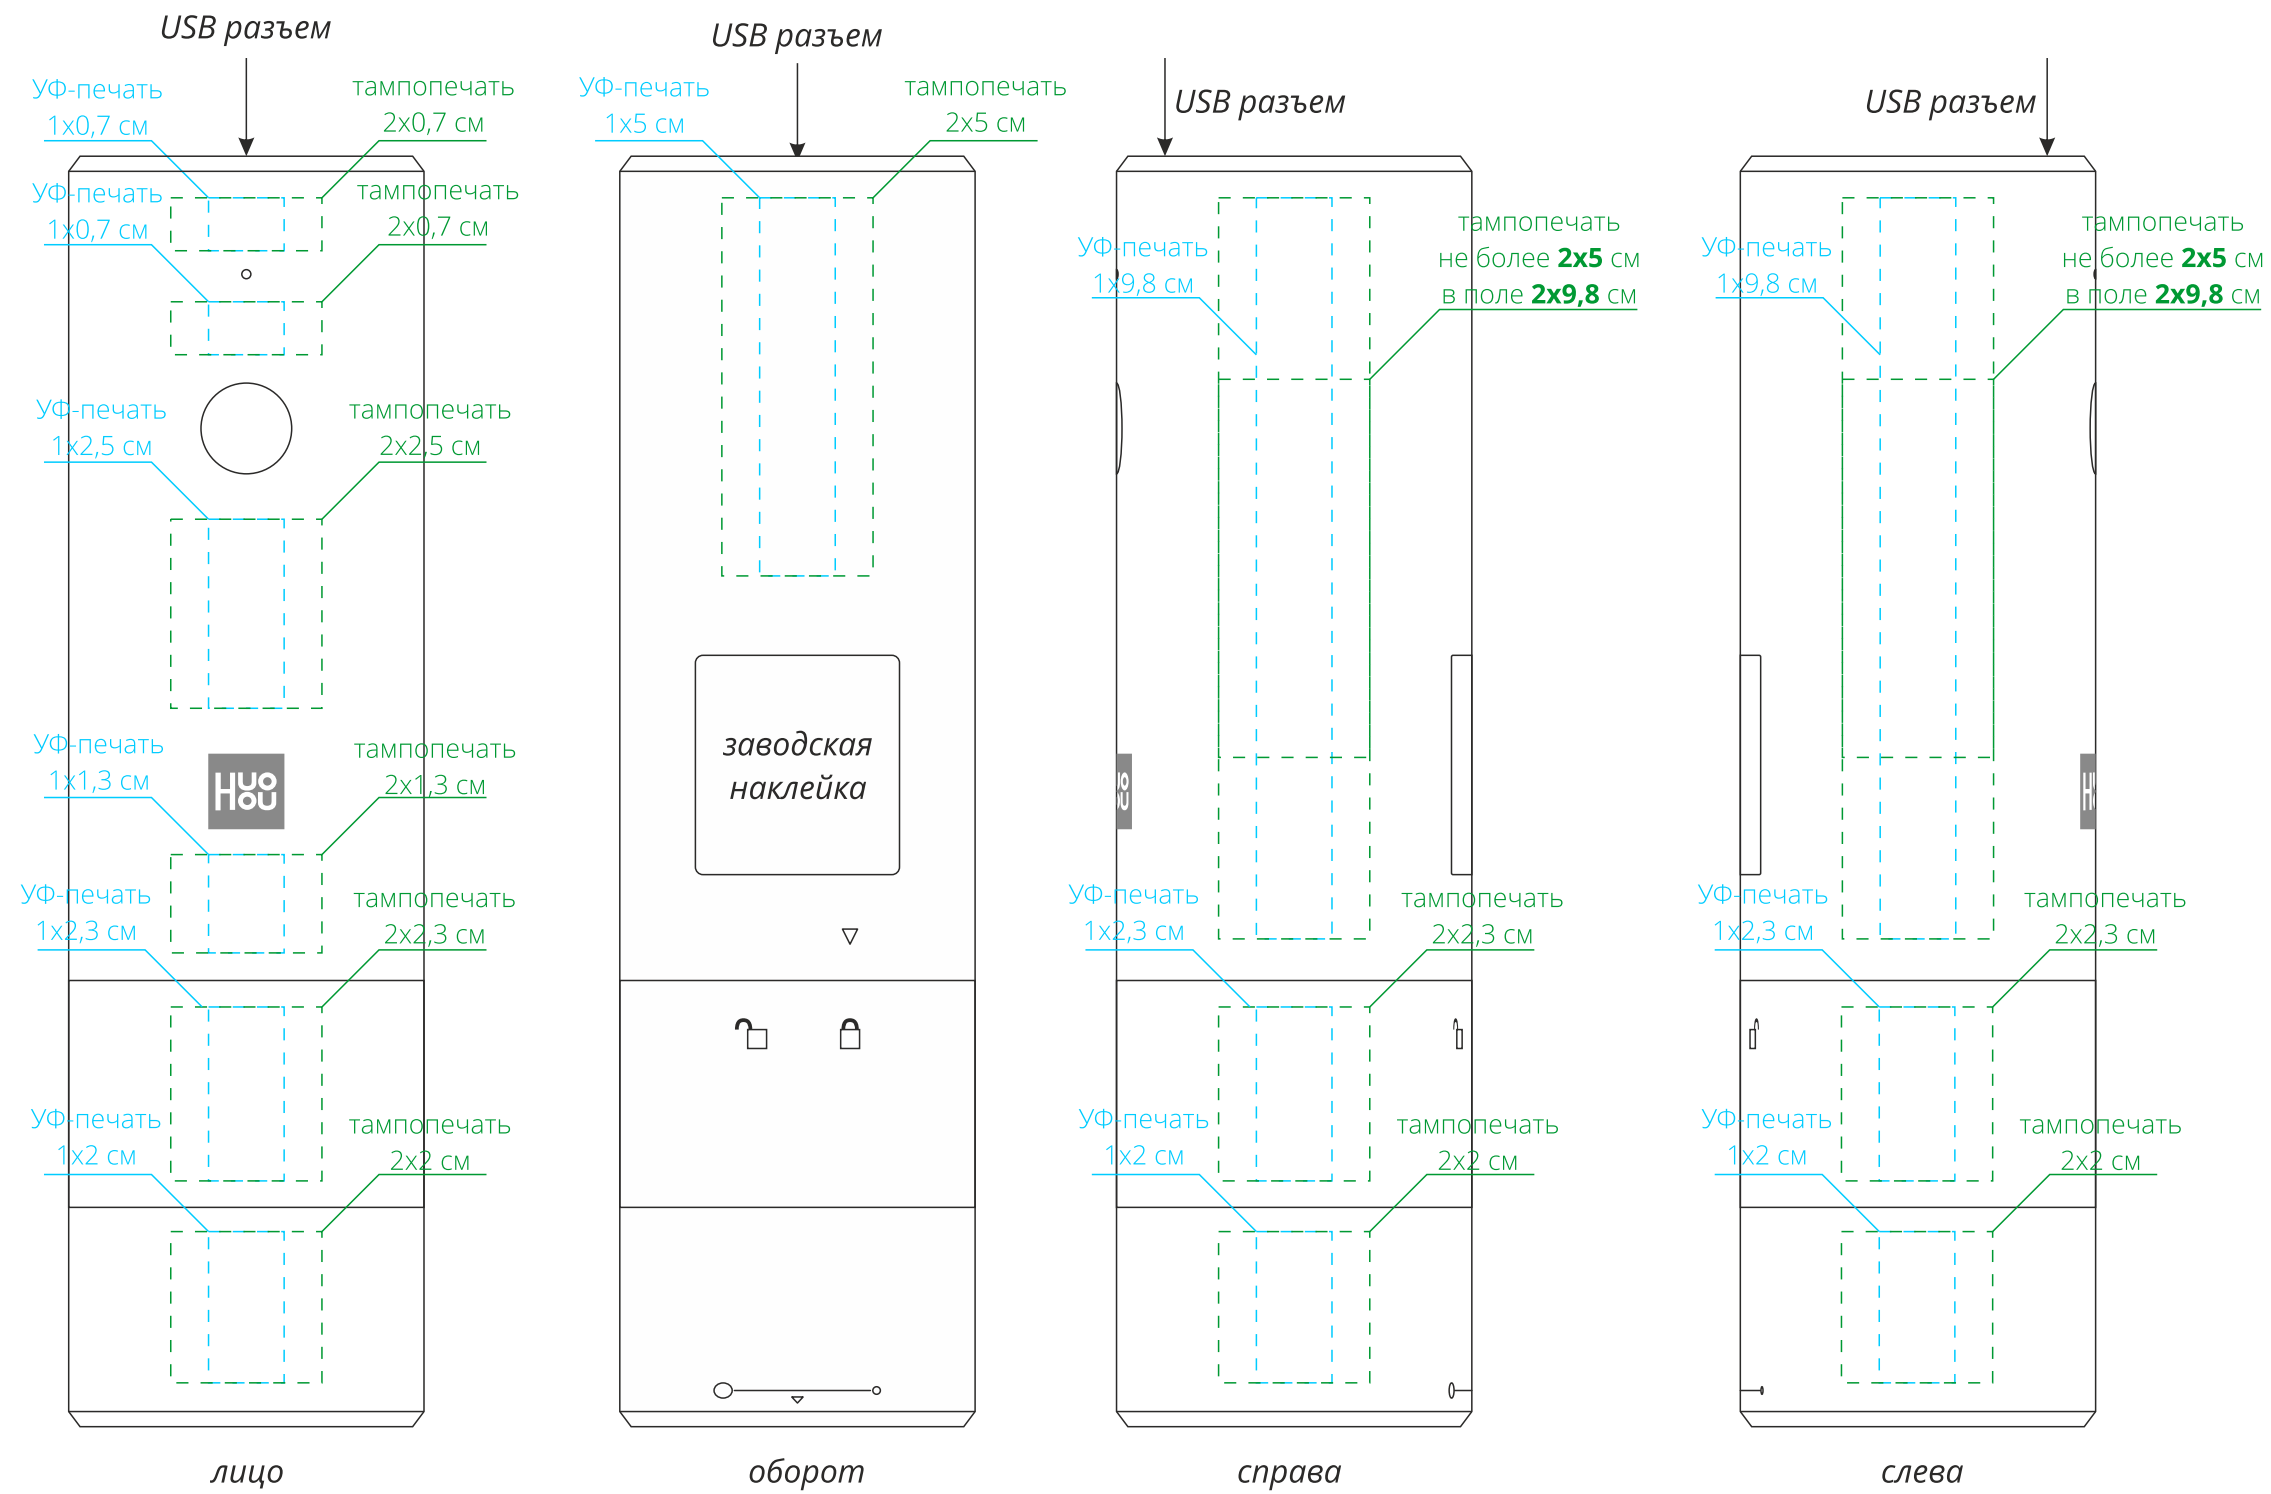 USB разъем
УФ-печать
1х0,7 см
тампопечать
2х0,7 см
УФ-печать
1х0,7 см
тампопечать
2х0,7 см
УФ-печать
1х2,5 см
тампопечать
2х2,5 см
УФ-печать
1х1,3 см
тампопечать
2х1,3 см
HUO
HOU
УФ-печать
1х2,3 см
тампопечать
2х2,3 см
УФ-печать
1х2 см
тампопечать
2х2 см
лицо
USB разъем
УФ-печать
1х5 см
тампопечать
2х5 см
заводская
наклейка
оборот
USB разъем
УФ-печать
1х9,8 см
тампопечать
не более 2х5 см
в поле 2х9,8 см
УФ-печать
1х2,3 см
тампопечать
2х2,3 см
УФ-печать
1х2 см
тампопечать
2х2 см
справа
USB разъем
УФ-печать
1х9,8 см
тампопечать
не более 2х5 см
в поле 2х9,8 см
УФ-печать
1х2,3 см
тампопечать
2х2,3 см
УФ-печать
1х2 см
тампопечать
2х2 см
слева